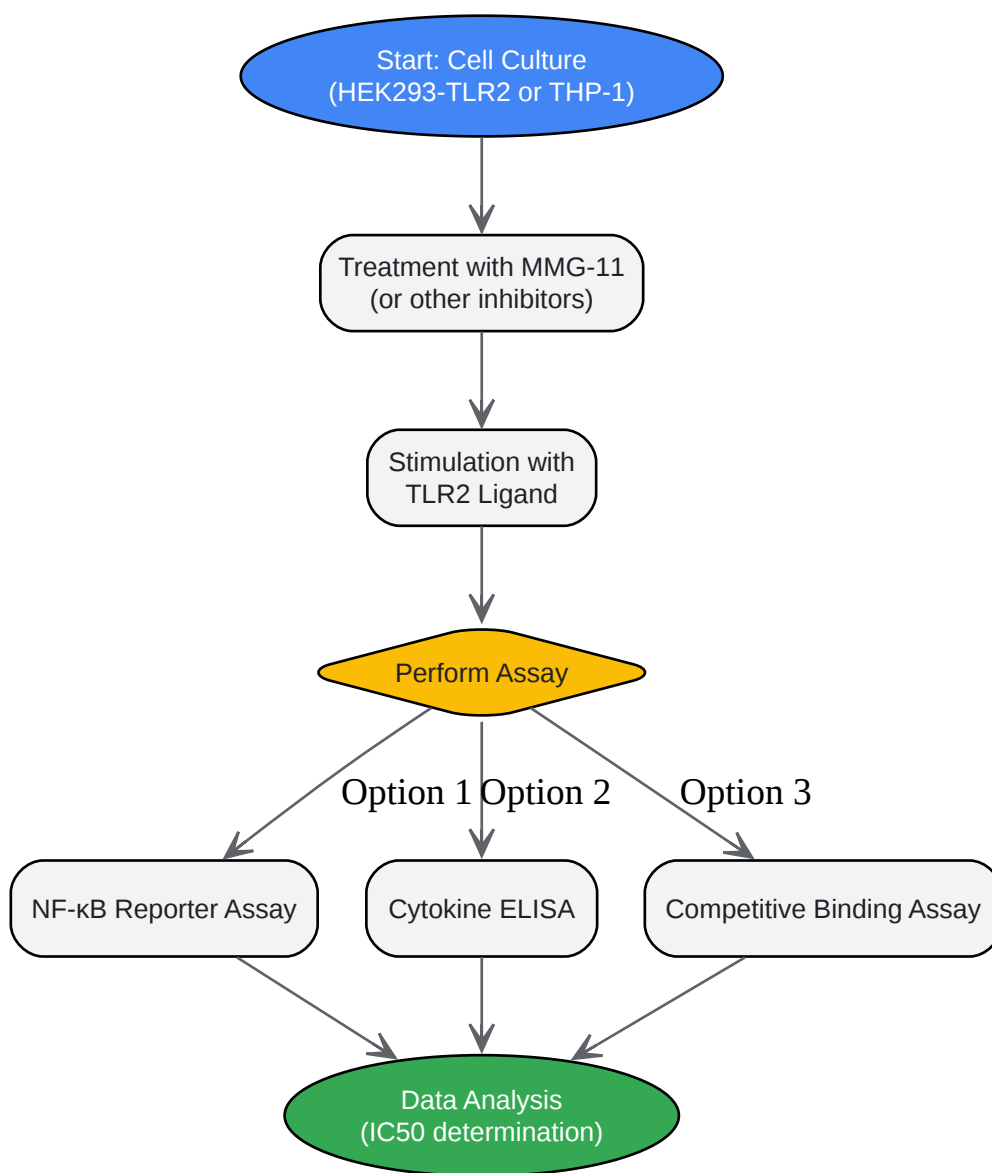 Start: Cell Culture
(HEK293-TLR2 or THP-1)
Treatment with MMG-11
(or other inhibitors)
Stimulation with
TLR2 Ligand
Perform Assay
Option 1
Option 2
Option 3
NF-κB Reporter Assay
Cytokine ELISA
Competitive Binding Assay
Data Analysis
(IC50 determination)